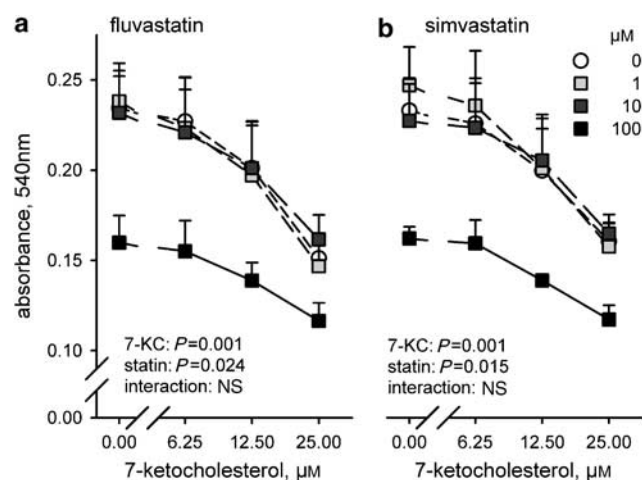 a fluvastatin
b simvastatin
µM
0
1
10
100
absorbance, 540nm
0.25
0.20
0.15
0.10
0.00
7-KC: P=0.001
statin: P=0.024
interaction: NS
7-KC: P=0.001
statin: P=0.015
interaction: NS
0.00 6.25 12.50 25.00
0.00 6.25 12.50 25.00
7-ketocholesterol, µM
7-ketocholesterol, µM